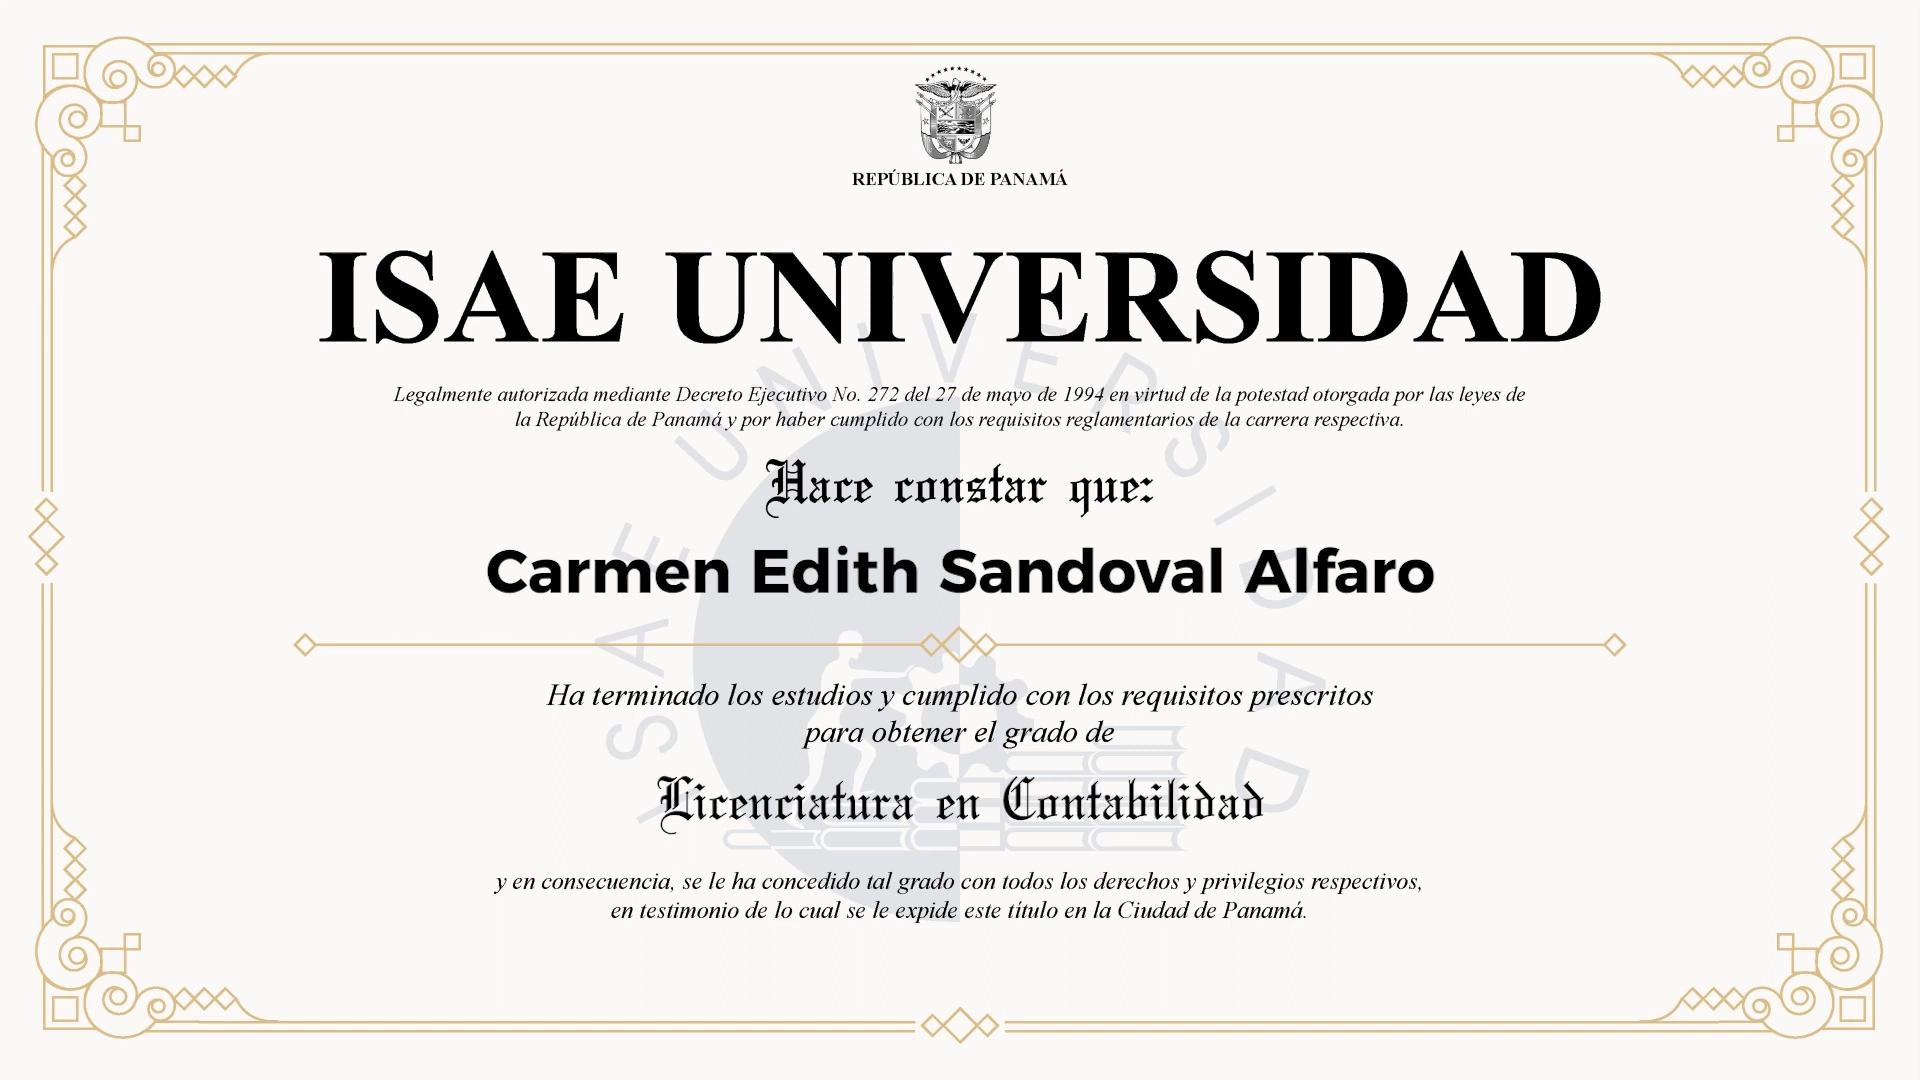 REPÚBLICA DE PANAMÁ
ISAE UNIVERSIDAD
Legalmente autorizada mediante Decreto Ejecutivo No. 272 del 27 de mayo de 1994 en virtud de la potestad otorgada por las leyes de
la República de Panamá y por haber cumplido con los requisitos reglamentarios de la carrera respectiva.
Hace constar que:
Carmen Edith Sandoval Alfaro
Ha terminado los estudios y cumplido con los requisitos prescritos
para obtener el grado de
Licenciatura en Contabilidad
y en consecuencia, se le ha concedido tal grado con todos los derechos y privilegios respectivos,
en testimonio de lo cual se le expide este título en la Ciudad de Panamá.
ISAE UNIVERSIDAD